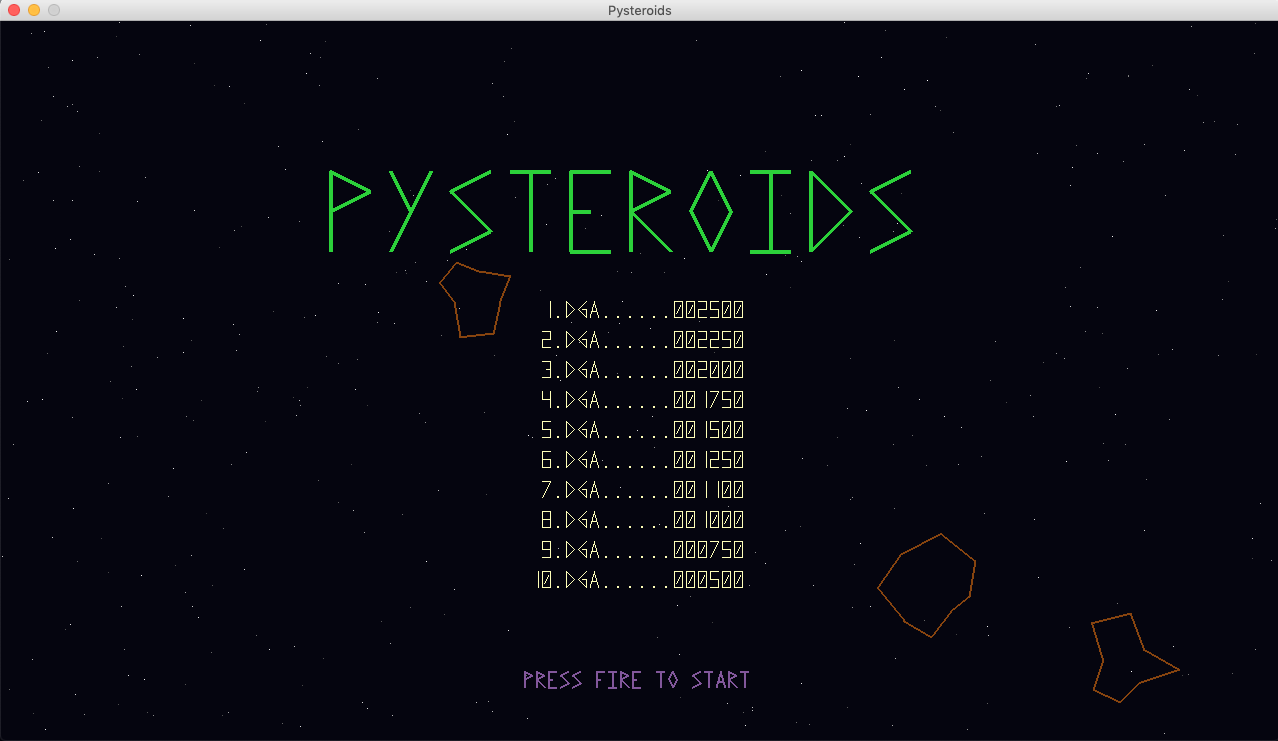 Pysteroids
PYSTEROIDS
1.DGA......002500
2.DGA......002250
3.DGA......002000
4.DGA......001750
5.DGA......001500
6.DGA......001250
7.DGA......001100
8.DGA......001000
9.DGA......000750
10.DGA......000500
PRESS FIRE TO START